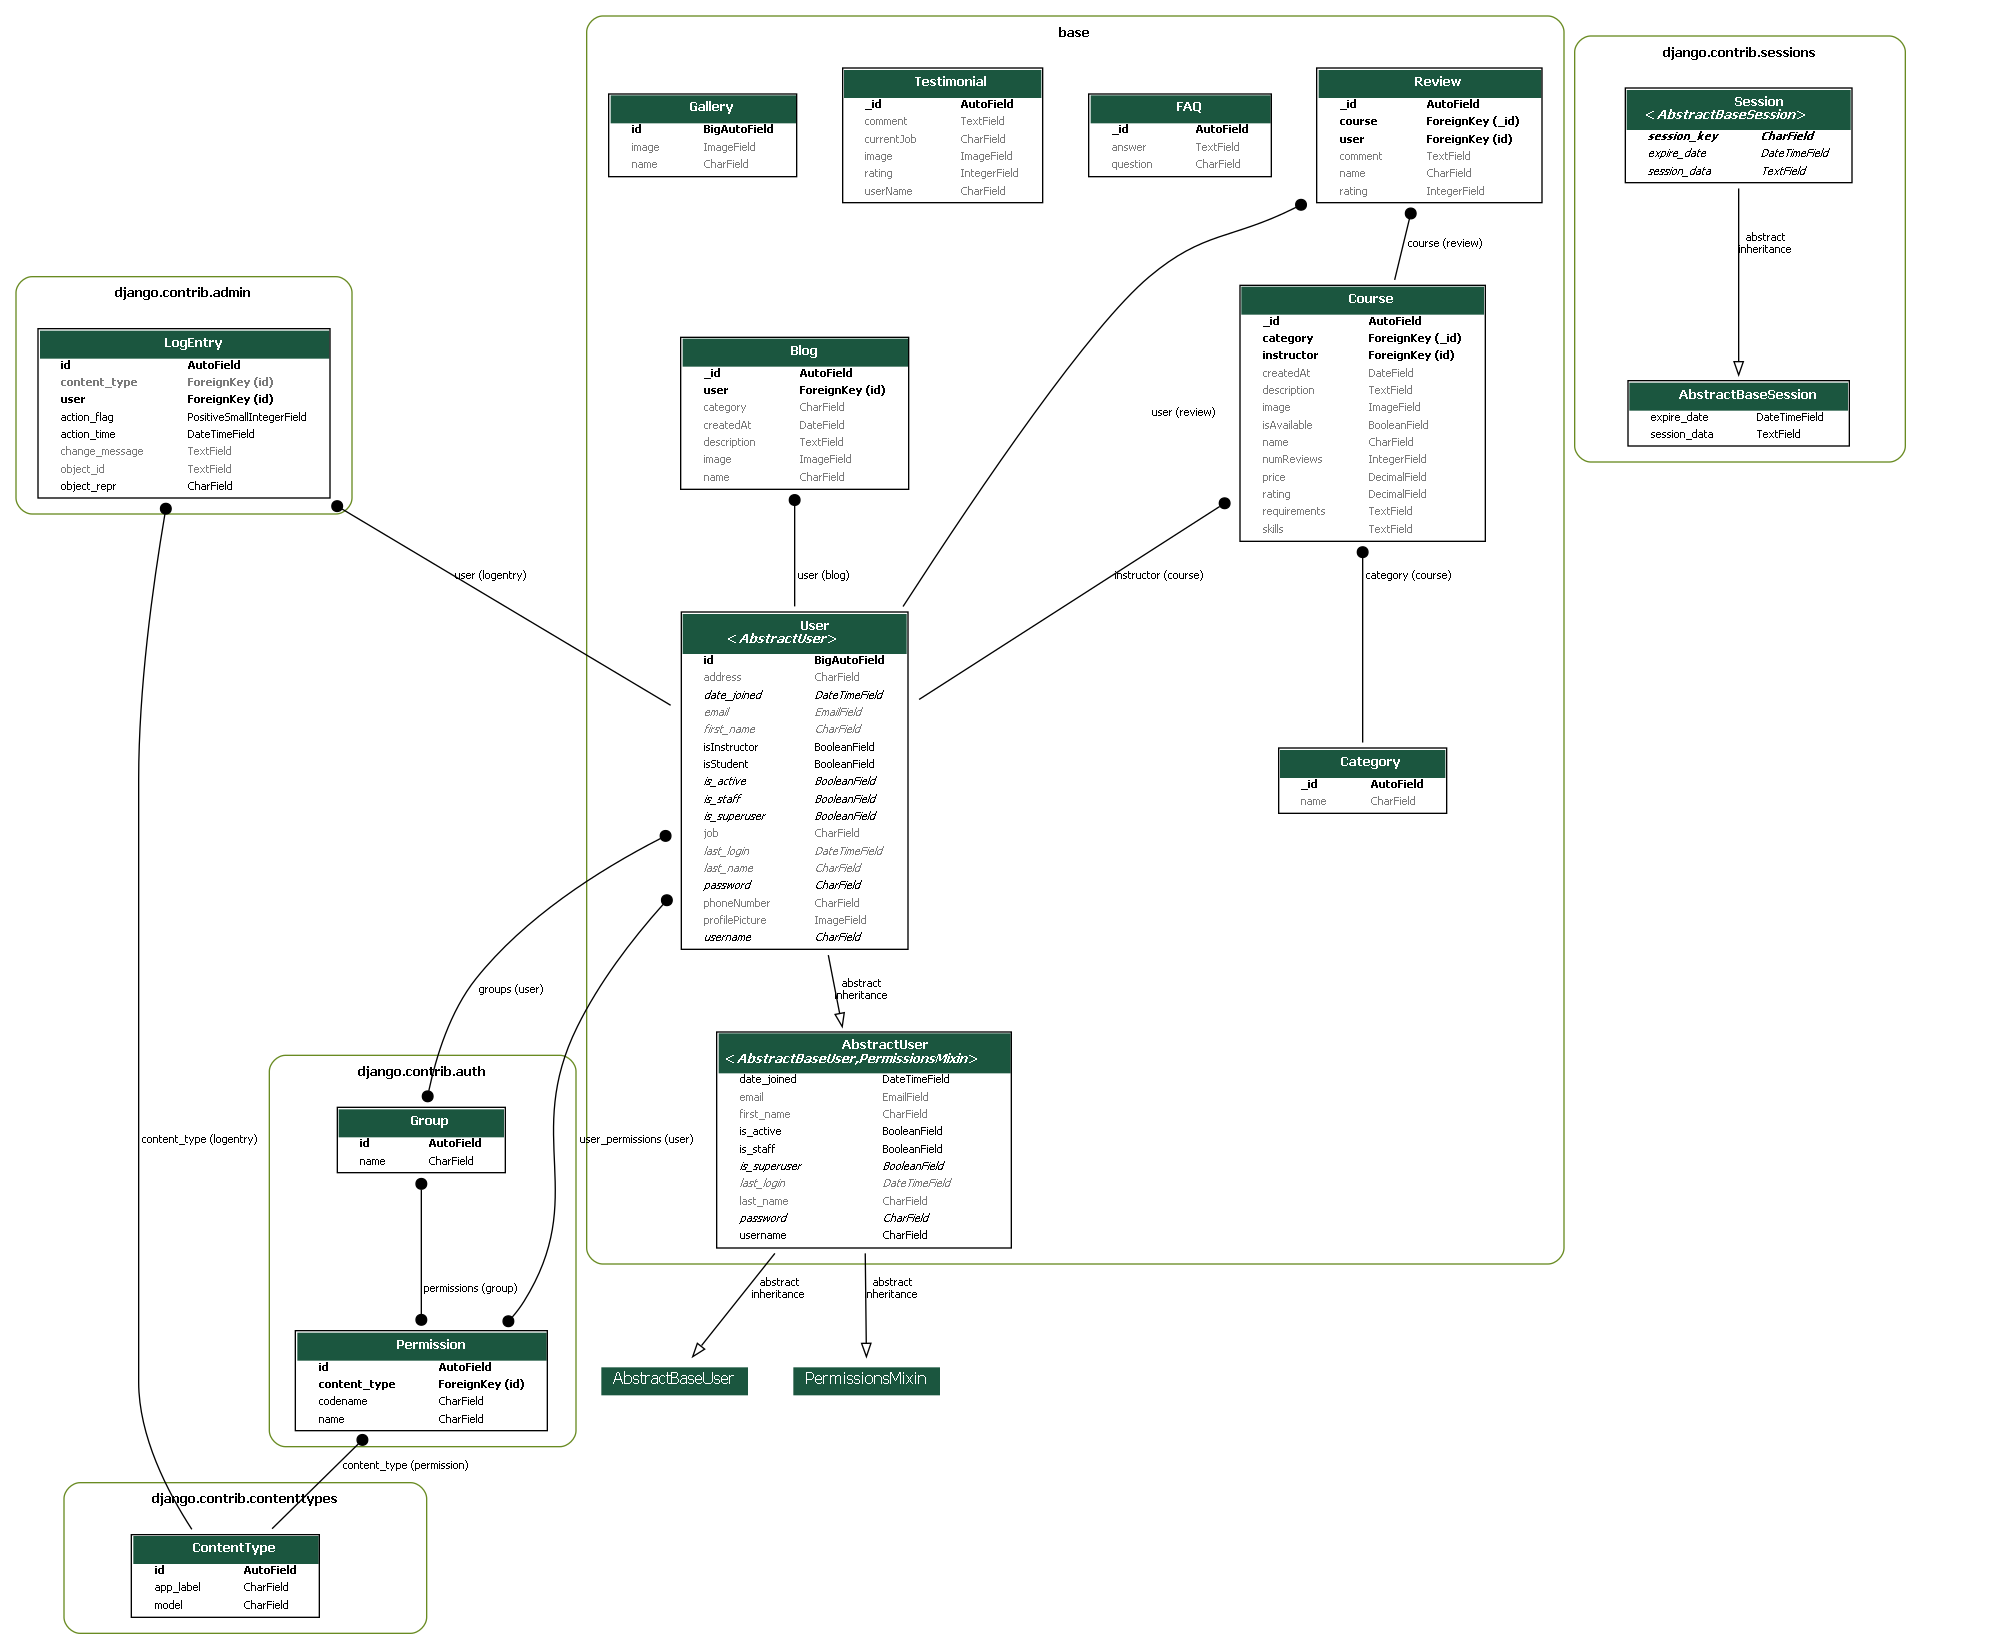 base
Gallery
id BigAutoField
image ImageField
name CharField
Testimonial
_id AutoField
comment TextField
currentJob CharField
image ImageField
rating IntegerField
userName CharField
FAQ
_id AutoField
answer TextField
question CharField
Review
_id AutoField
course ForeignKey (_id)
user ForeignKey (id)
comment TextField
name CharField
rating IntegerField
course (review)
user (review)
Blog
_id AutoField
user ForeignKey (id)
category CharField
createdAt DateField
description TextField
image ImageField
name CharField
user (blog)
Course
_id AutoField
category ForeignKey (_id)
instructor ForeignKey (id)
createdAt DateField
description TextField
image ImageField
isAvailable BooleanField
name CharField
numReviews IntegerField
price DecimalField
rating DecimalField
requirements TextField
skills TextField
instructor (course)
category (course)
Category
_id AutoField
name CharField
User
<AbstractUser>
id BigAutoField
address CharField
date_joined DateTimeField
email EmailField
first_name CharField
isInstructor BooleanField
isStudent BooleanField
is_active BooleanField
is_staff BooleanField
is_superuser BooleanField
job CharField
last_login DateTimeField
last_name CharField
password CharField
phoneNumber CharField
profilePicture ImageField
username CharField
abstract
inheritance
AbstractUser
<AbstractBaseUser,PermissionsMixin>
date_joined DateTimeField
email EmailField
first_name CharField
is_active BooleanField
is_staff BooleanField
is_superuser BooleanField
last_login DateTimeField
last_name CharField
password CharField
username CharField
abstract
inheritance
abstract
inheritance
AbstractBaseUser
PermissionsMixin
django.contrib.sessions
Session
<AbstractBaseSession>
session_key CharField
expire_date DateTimeField
session_data TextField
abstract
inheritance
AbstractBaseSession
expire_date DateTimeField
session_data TextField
django.contrib.admin
LogEntry
id AutoField
content_type ForeignKey (id)
user ForeignKey (id)
action_flag PositiveSmallIntegerField
action_time DateTimeField
change_message TextField
object_id TextField
object_repr CharField
user (logentry)
content_type (logentry)
groups (user)
user_permissions (user)
django.contrib.auth
Group
id AutoField
name CharField
permissions (group)
Permission
id AutoField
content_type ForeignKey (id)
codename CharField
name CharField
content_type (permission)
django.contrib.contenttypes
ContentType
id AutoField
app_label CharField
model CharField